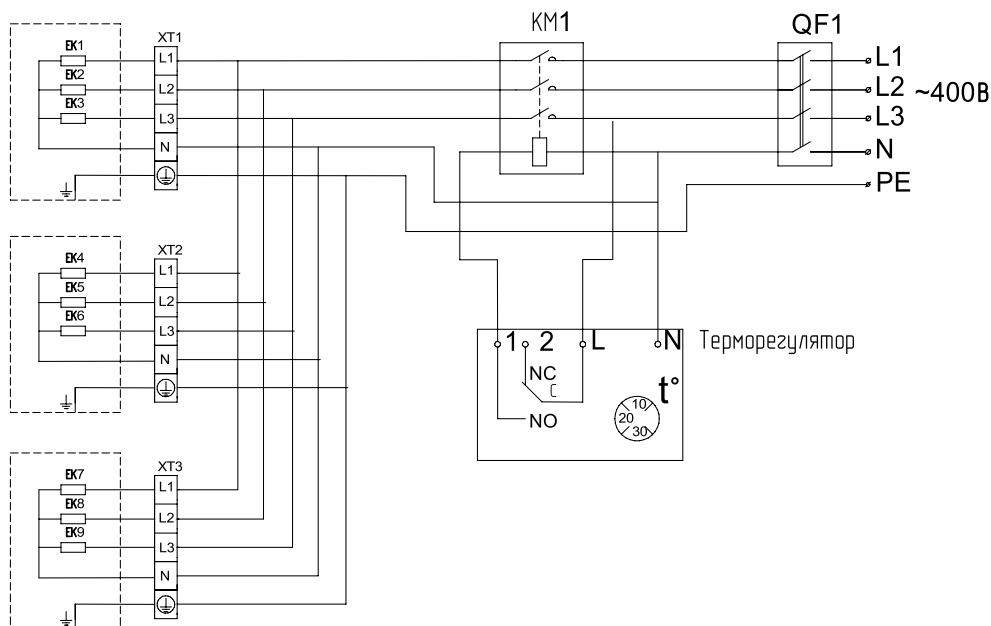 KM1
QF1
XT1
EK1
L1
L1
EK2
L2
L2
~400В
EK3
L3
L3
N
N
PE
XT2
EK4
L1
EK5
L2
EK6
L3
N
1
2
L
N
Терморегулятор
NC
C
t°
NO
10
20
30
XT3
EK7
L1
EK8
L2
EK9
L3
N